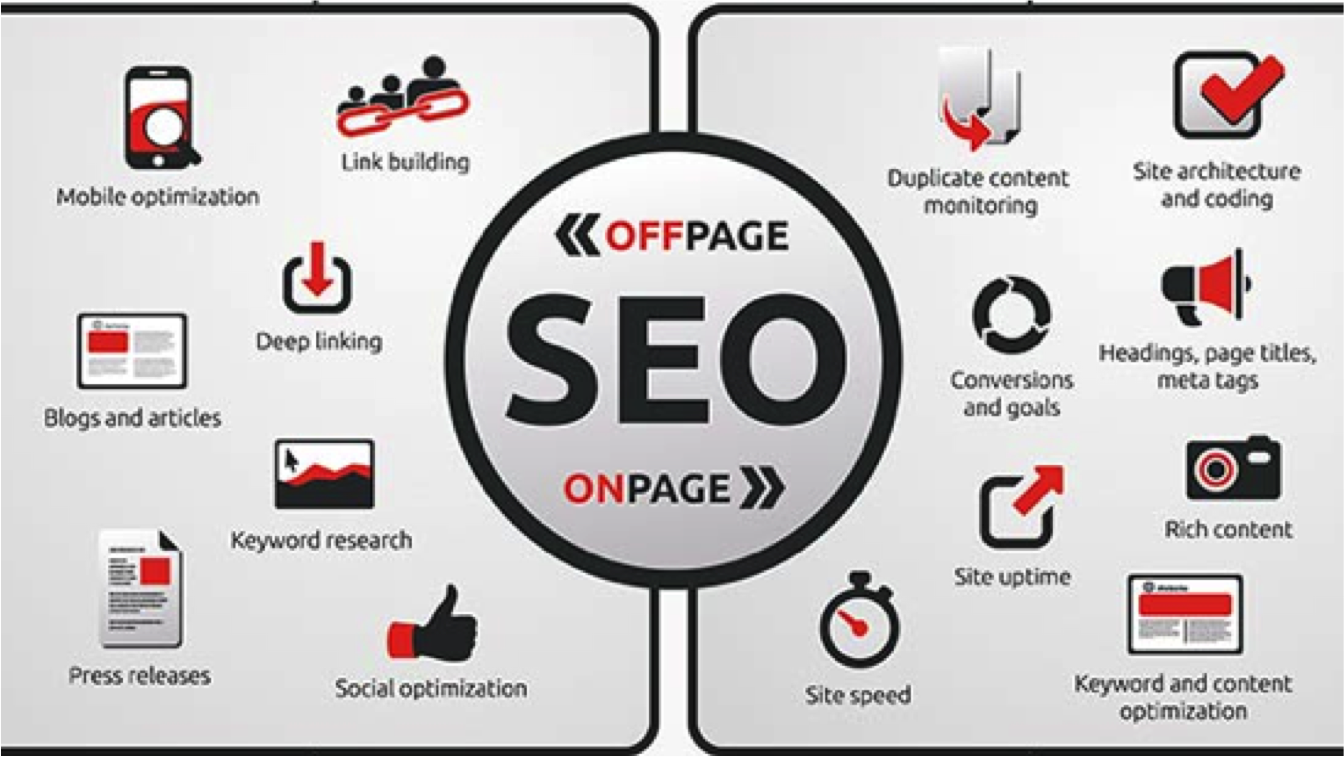 Mobile optimization
Link building
Deep linking
Blogs and articles
Keyword research
Press releases
Social optimization
OFFPAGE
SEO
ONPAGE
Duplicate content
monitoring
Site architecture
and coding
Conversions
and goals
Headings, page titles,
meta tags
Rich content
Site uptime
Site speed
Keyword and content
optimization